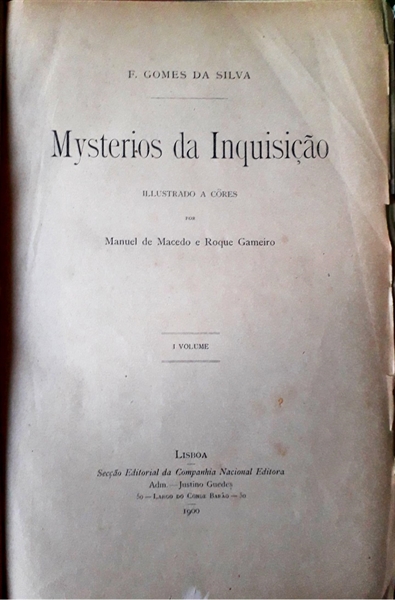 F. GOMES DA SILVA
Mysterios da Inquisição
ILLUSTRADO A CÔRES
POR
Manuel de Macedo e Roque Gameiro
I VOLUME
LISBOA
Secção Editorial da Companhia Nacional Editora
Adm. — Justino Guedes
50 — LARGO DO CONDE BARÃO — 50
1900